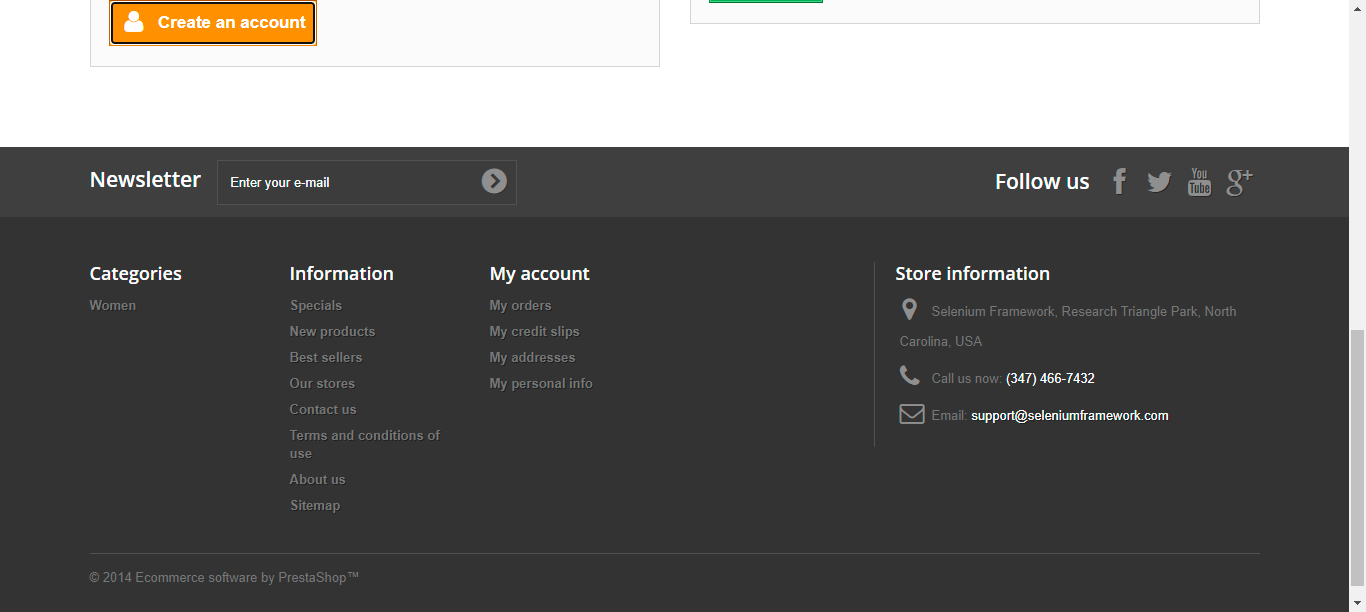 Create an account
Newsletter
Enter your e-mail
Follow us
You
Tube
g+
Categories
Women
Information
Specials
New products
Best sellers
Our stores
Contact us
Terms and conditions of
use
About us
Sitemap
My account
My orders
My credit slips
My addresses
My personal info
Store information
Selenium Framework, Research Triangle Park, North
Carolina, USA
Call us now: (347) 466-7432
Email: support@seleniumframework.com
© 2014 Ecommerce software by PrestaShop™